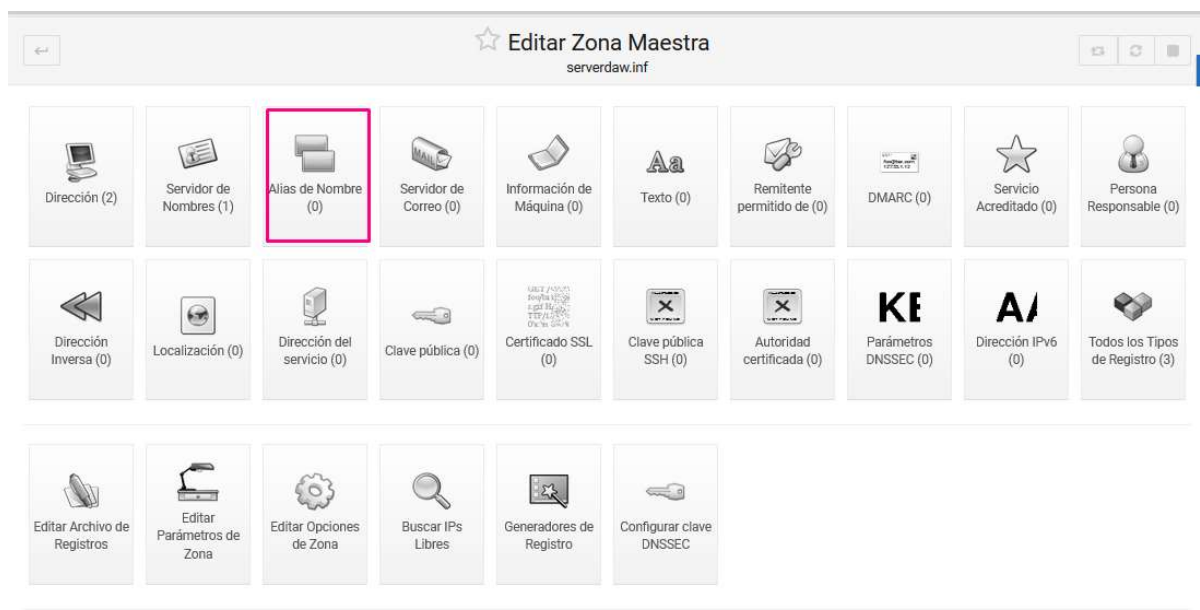 Editar Zona Maestra
serverdaw.inf
Dirección (2)
Servidor de
Nombres (1)
Alias de Nombre
(0)
Servidor de
Correo (0)
Información de
Máquina (0)
Aa
Texto (0)
Remitente
permitido de (0)
DMARC (0)
Servicio
Acreditado (0)
Persona
Responsable (0)
Dirección
Inversa (0)
Localización (0)
Dirección del
servicio (0)
Clave pública (0)
Certificado SSL
(0)
Clave pública
SSH (0)
Autoridad
certificada (0)
Parámetros
DNSSEC (0)
Dirección IPv6
(0)
Todos los Tipos
de Registro (3)
Editar Archivo de
Registros
Editar
Parámetros de
Zona
Editar Opciones
de Zona
Buscar IPs
Libres
Generadores de
Registro
Configurar clave
DNSSEC